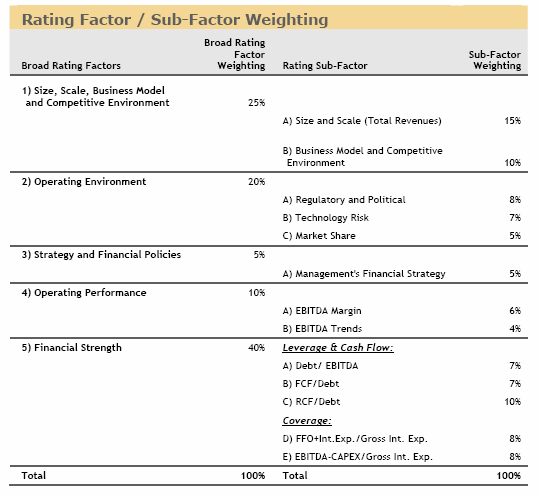 Rating Factor / Sub-Factor Weighting
Broad Rating Factors Broad Rating Factor Weighting Rating Sub-Factor Sub-Factor Weighting
1) Size, Scale, Business Model
and Competitive Environment 25%
A) Size and Scale (Total Revenues) 15%
B) Business Model and Competitive
Environment 10%
2) Operating Environment 20%
A) Regulatory and Political 8%
B) Technology Risk 7%
C) Market Share 5%
3) Strategy and Financial Policies 5%
A) Management's Financial Strategy 5%
4) Operating Performance 10%
A) EBITDA Margin 6%
B) EBITDA Trends 4%
5) Financial Strength 40% Leverage & Cash Flow:
A) Debt/ EBITDA 7%
B) FCF/Debt 7%
C) RCF/Debt 10%
Coverage:
D) FFO+Int.Exp./Gross Int. Exp. 8%
E) EBITDA-CAPEX/Gross Int. Exp. 8%
Total 100% Total 100%